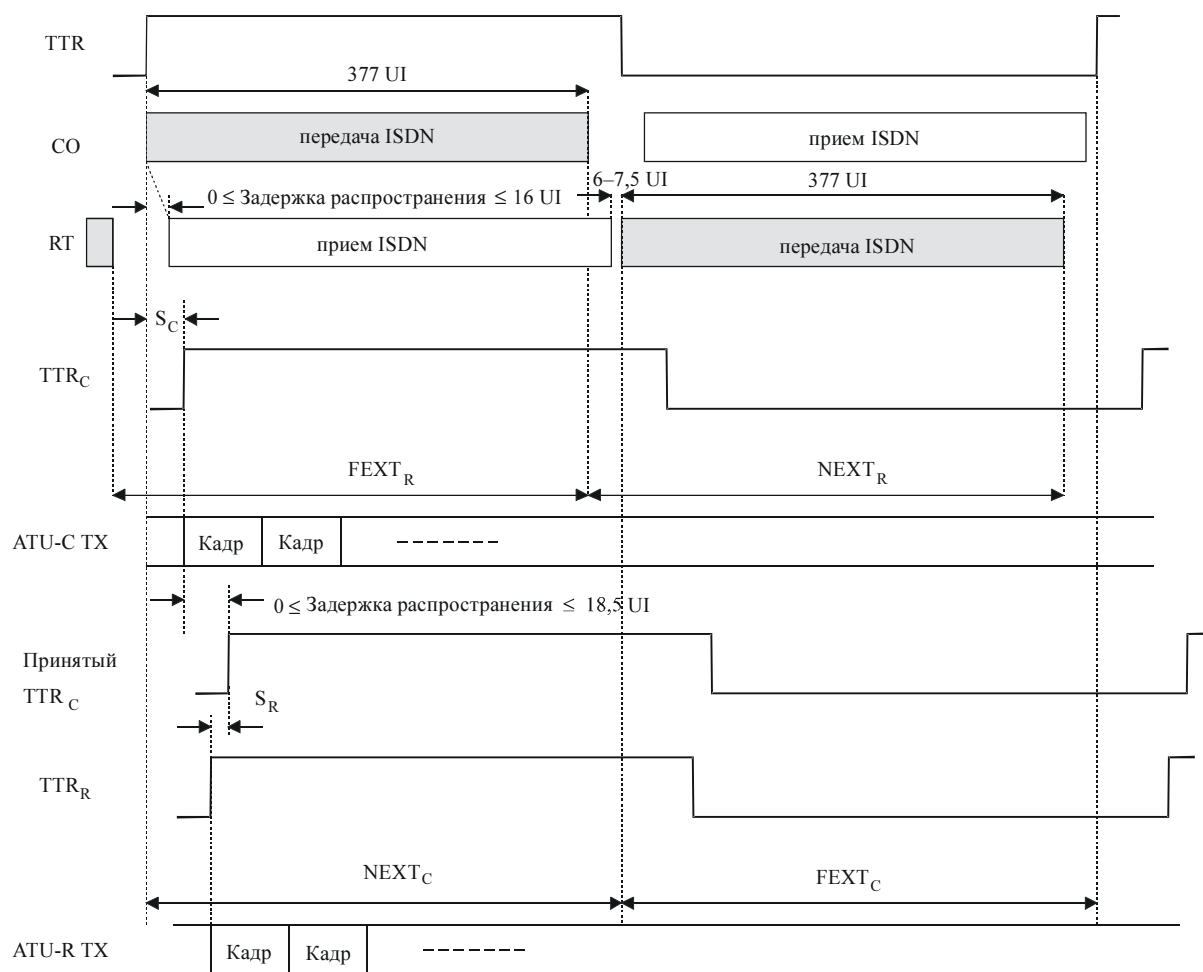 TTR
377 UI
CO
передача ISDN
прием ISDN
6–7,5 UI
377 UI
0 ≤ Задержка распространения ≤ 16 UI
RT
прием ISDN
передача ISDN
S_C
TTR_C
FEXT_R
NEXT_R
ATU-C TX
Кадр
Кадр
0 ≤ Задержка распространения ≤ 18,5 UI
Принятый
TTR_C
S_R
TTR_R
NEXT_C
FEXT_C
ATU-R TX
Кадр
Кадр